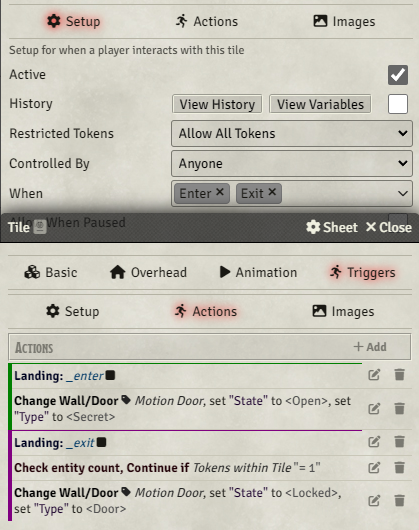 Setup Actions Images
Setup for when a player interacts with this tile
Active
History View History View Variables
Restricted Tokens Allow All Tokens
Controlled By Anyone
When Enter × Exit ×
Allow When Paused
Tile Sheet ×Close
Basic Overhead Animation Triggers
Setup Actions Images
ACTIONS + Add
Landing: _enter
Change Wall/Door Motion Door, set "State" to <Open>, set
"Type" to <Secret>
Landing: _exit
Check entity count, Continue if Tokens within Tile "= 1"
Change Wall/Door Motion Door, set "State" to <Locked>,
set "Type" to <Door>